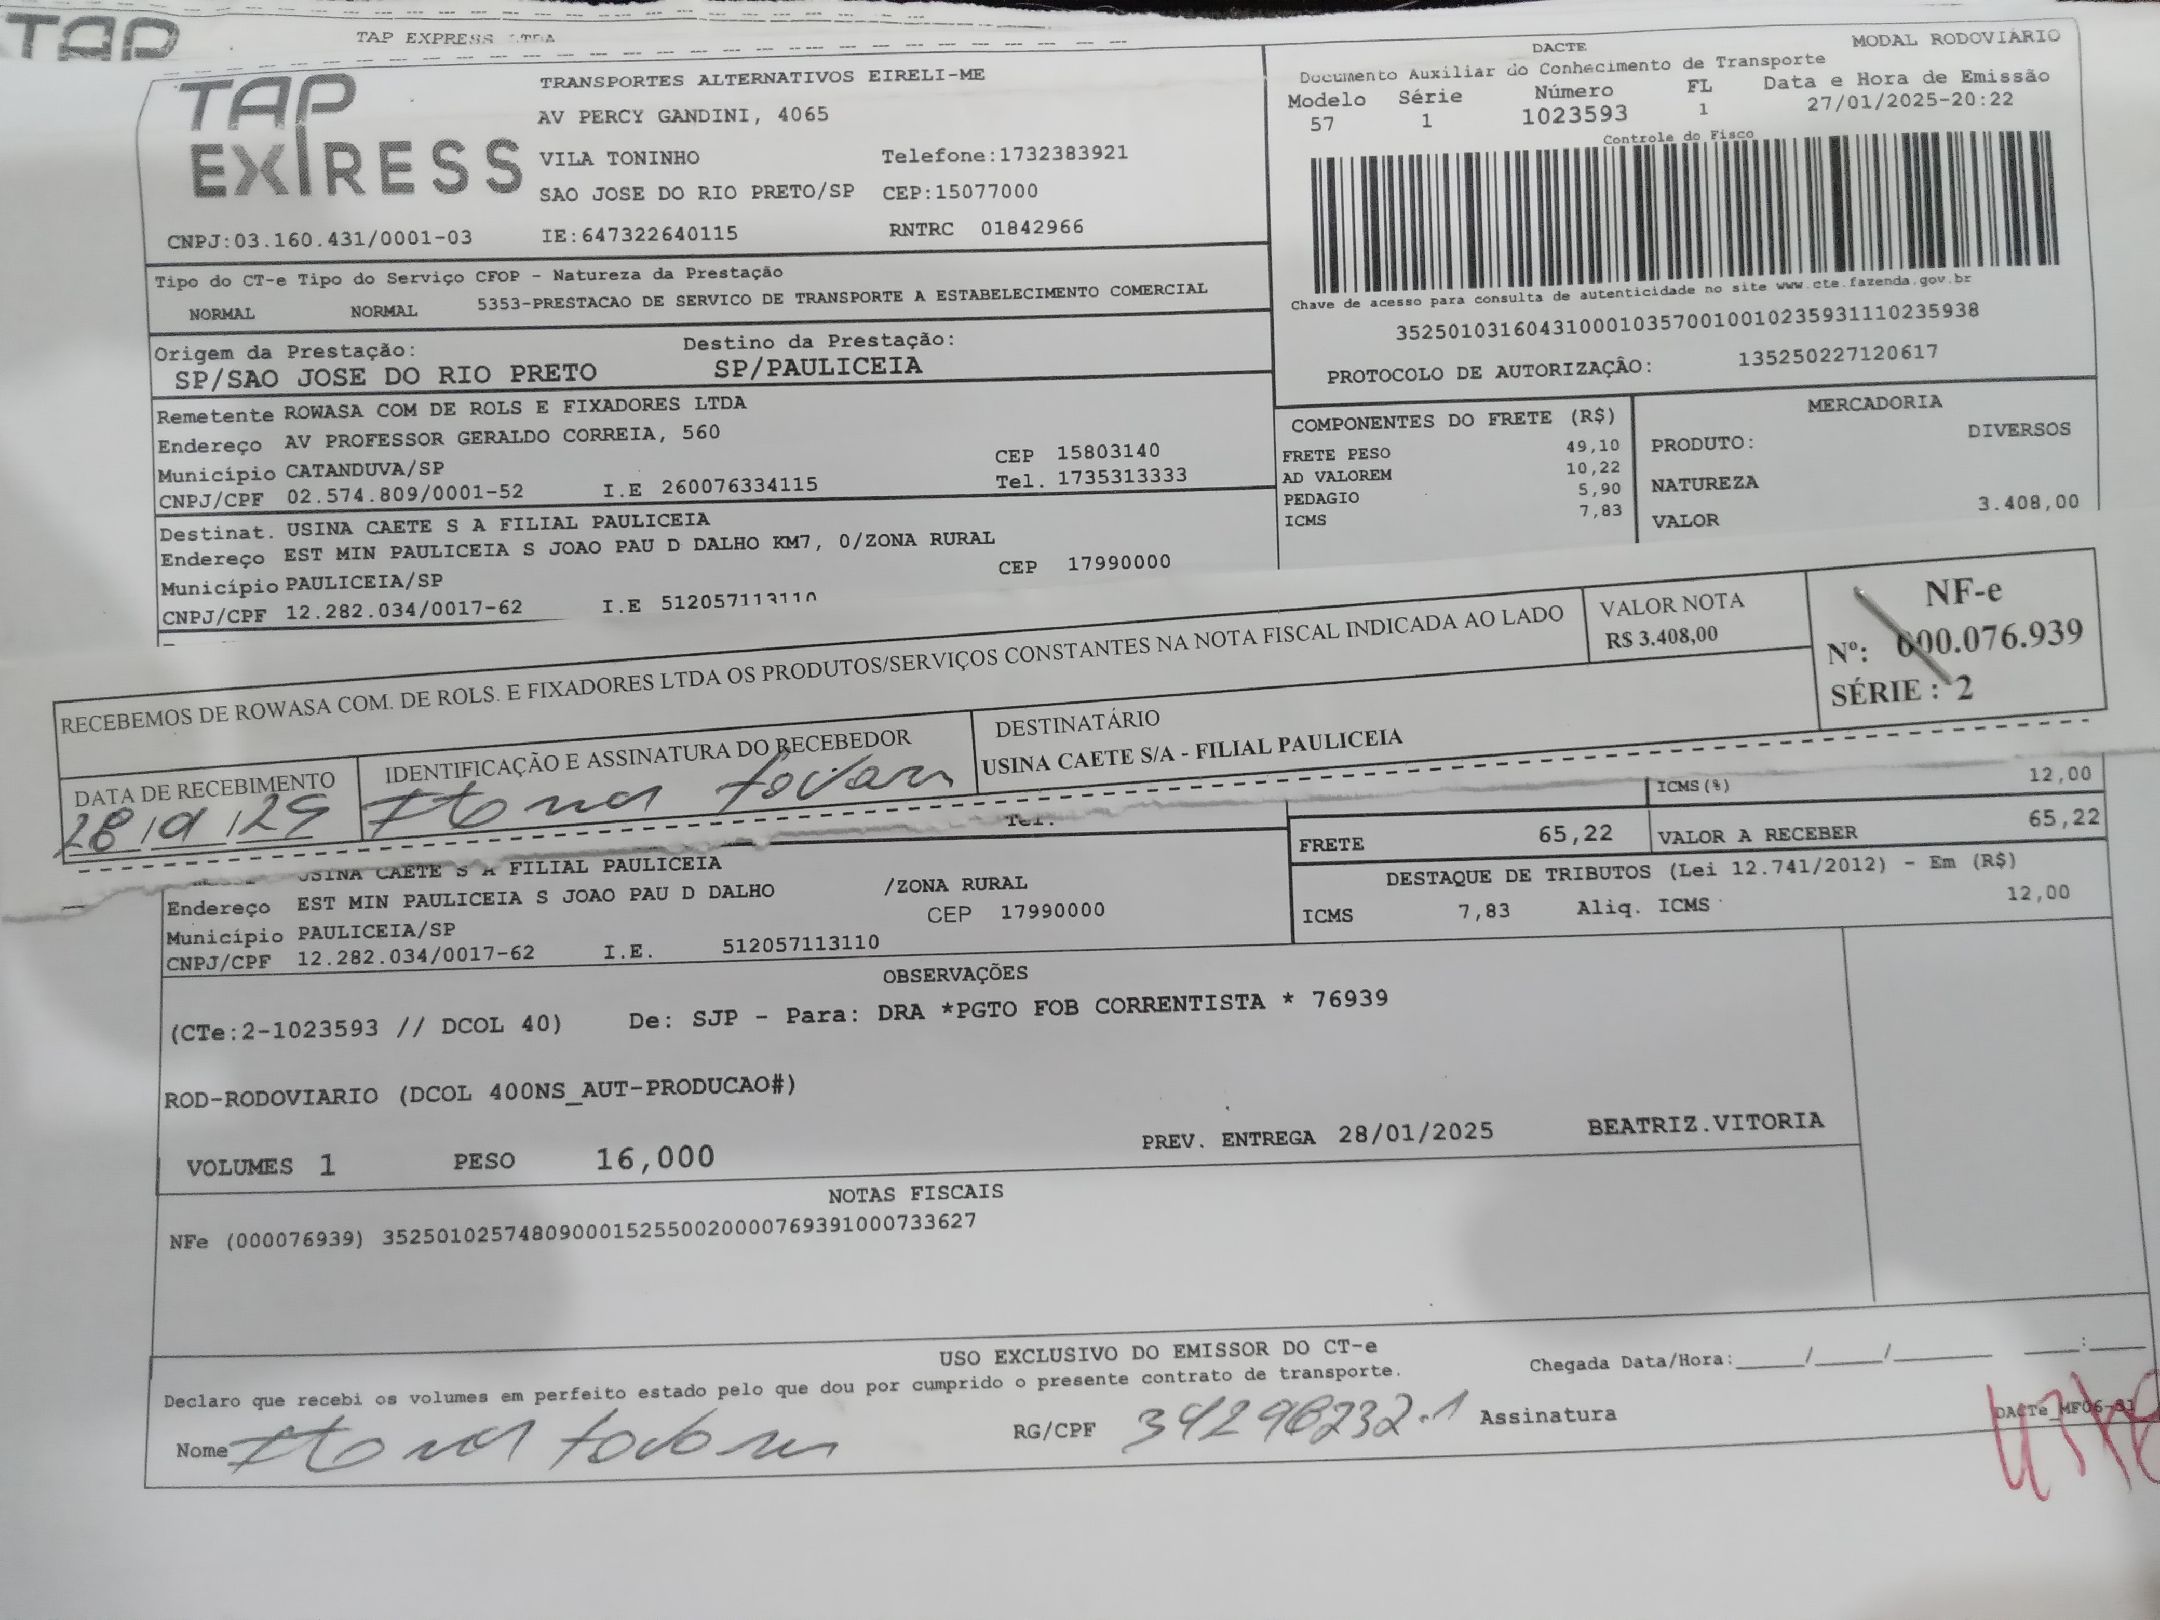 TAP
TAP EXPRESS LTDA
TAP EXPRESS
TRANSPORTES ALTERNATIVOS EIRELI-ME
AV PERCY GANDINI, 4065
VILA TONINHO Telefone:1732383921
SAO JOSE DO RIO PRETO/SP CEP:15077000
CNPJ:03.160.431/0001-03 IE:647322640115 RNTRC 01842966
DACTE MODAL RODOVIÁRIO
Documento Auxiliar do Conhecimento de Transporte
Modelo Série Número FL Data e Hora de Emissão
57 1 1023593 1 27/01/2025-20:22
Controle do Fisco
Chave de acesso para consulta de autenticidade no site www.cte.fazenda.gov.br
35250103160431000103570010010235931110235938
PROTOCOLO DE AUTORIZAÇÂO: 135250227120617
Tipo do CT-e Tipo do Serviço CFOP - Natureza da Prestação
NORMAL NORMAL 5353-PRESTACAO DE SERVICO DE TRANSPORTE A ESTABELECIMENTO COMERCIAL
Origem da Prestação: Destino da Prestação:
SP/SAO JOSE DO RIO PRETO SP/PAULICEIA
Remetente ROWASA COM DE ROLS E FIXADORES LTDA
Endereço AV PROFESSOR GERALDO CORREIA, 560
Município CATANDUVA/SP CEP 15803140
CNPJ/CPF 02.574.809/0001-52 I.E 260076334115 Tel. 1735313333
Destinat. USINA CAETE S A FILIAL PAULICEIA
Endereço EST MIN PAULICEIA S JOAO PAU D DALHO KM7, 0/ZONA RURAL
Município PAULICEIA/SP CEP 17990000
CNPJ/CPF 12.282.034/0017-62 I.E 512057113110
COMPONENTES DO FRETE (R$)
FRETE PESO 49,10
AD VALOREM 10,22
PEDAGIO 5,90
ICMS 7,83
MERCADORIA
PRODUTO: DIVERSOS
NATUREZA
VALOR 3.408,00
RECEBEMOS DE ROWASA COM. DE ROLS. E FIXADORES LTDA OS PRODUTOS/SERVIÇOS CONSTANTES NA NOTA FISCAL INDICADA AO LADO
VALOR NOTA
R$ 3.408,00
NF-e
Nº: 000.076.939
SÉRIE : 2
DATA DE RECEBIMENTO
IDENTIFICAÇÃO E ASSINATURA DO RECEBEDOR
DESTINATÁRIO
USINA CAETE S/A - FILIAL PAULICEIA
Tel.
ICMS(%) 12,00
FRETE 65,22 VALOR A RECEBER 65,22
DESTAQUE DE TRIBUTOS (Lei 12.741/2012) - Em (R$)
ICMS 7,83 Aliq. ICMS 12,00
USINA CAETE S A FILIAL PAULICEIA
Endereço EST MIN PAULICEIA S JOAO PAU D DALHO /ZONA RURAL
Município PAULICEIA/SP CEP 17990000
CNPJ/CPF 12.282.034/0017-62 I.E. 512057113110
OBSERVAÇÕES
(CTe:2-1023593 // DCOL 40) De: SJP - Para: DRA *PGTO FOB CORRENTISTA * 76939
ROD-RODOVIARIO (DCOL 400NS_AUT-PRODUCAO#)
VOLUMES 1 PESO 16,000 PREV. ENTREGA 28/01/2025 BEATRIZ.VITORIA
NOTAS FISCAIS
NFe (000076939) 35250102574809000152550020000769391000733627
USO EXCLUSIVO DO EMISSOR DO CT-e
Declaro que recebi os volumes em perfeito estado pelo que dou por cumprido o presente contrato de transporte.
Chegada Data/Hora:_____/_____/_______ ____:____
Nome RG/CPF Assinatura